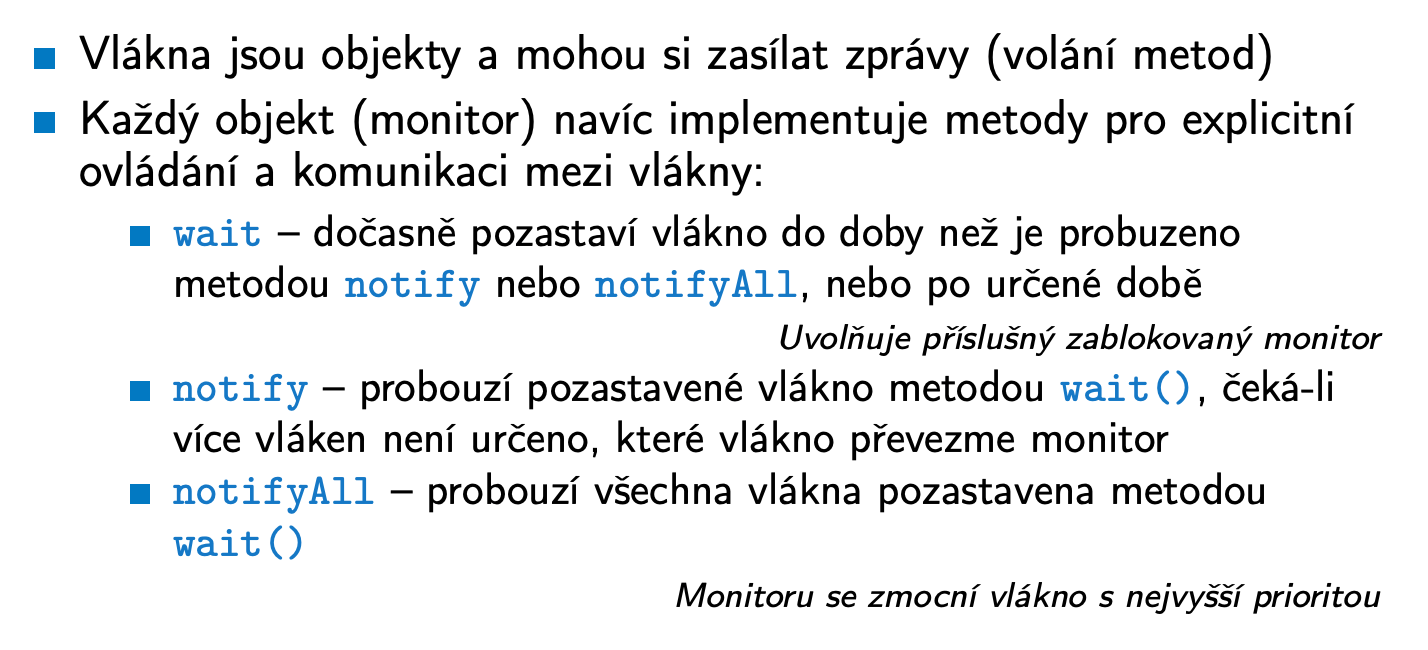 Vlákna jsou objekty a mohou si zasílat zprávy (volání metod)
Každý objekt (monitor) navíc implementuje metody pro explicitní
ovládání a komunikaci mezi vlákny:
wait – dočasně pozastaví vlákno do doby než je probuzeno
metodou notify nebo notifyAll, nebo po určené době
Uvolňuje příslušný zablokovaný monitor
notify – probouzí pozastavené vlákno metodou wait(), čeká-li
více vláken není určeno, které vlákno převezme monitor
notifyAll – probouzí všechna vlákna pozastavena metodou
wait()
Monitoru se zmocní vlákno s nejvyšší prioritou